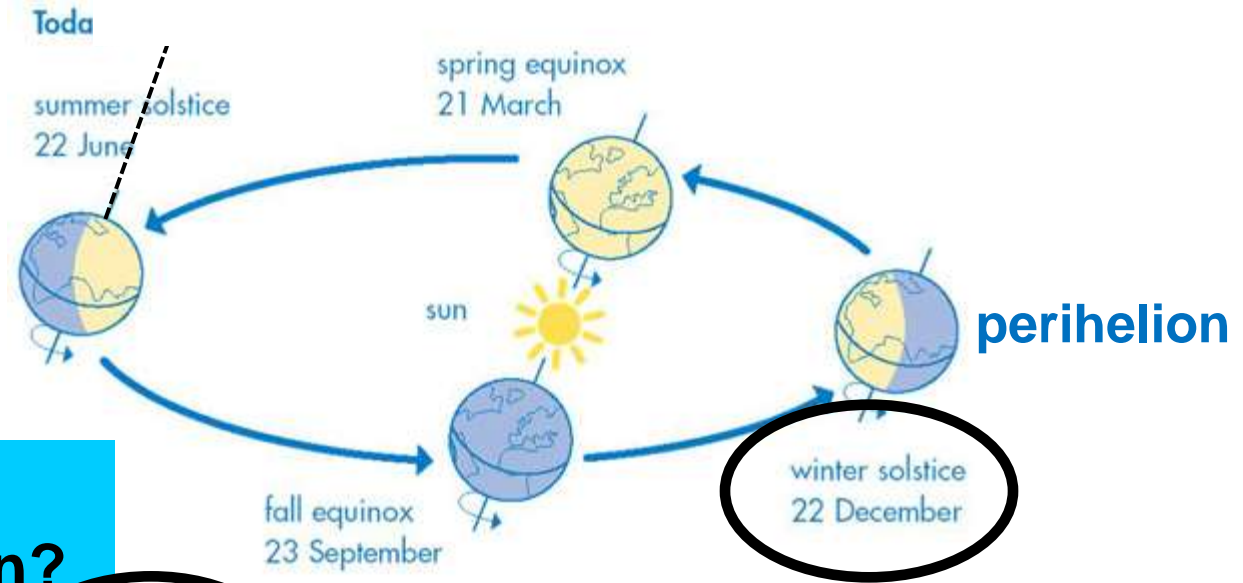 Toda
summer solstice
22 June
spring equinox
21 March
sun
perihelion
winter solstice
22 December
fall equinox
23 September
n?